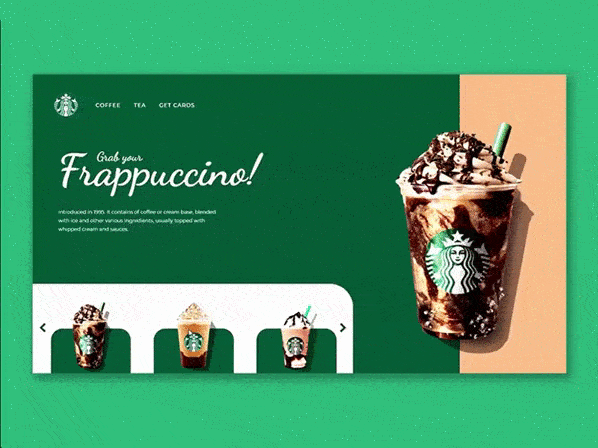 COFFEE TEA GET CARDS
Grab your
Frappuccino!
Introduced in 1995. It contains of coffee or cream base, blended
with ice and other various ingredients, usually topped with
whipped cream and sauces.